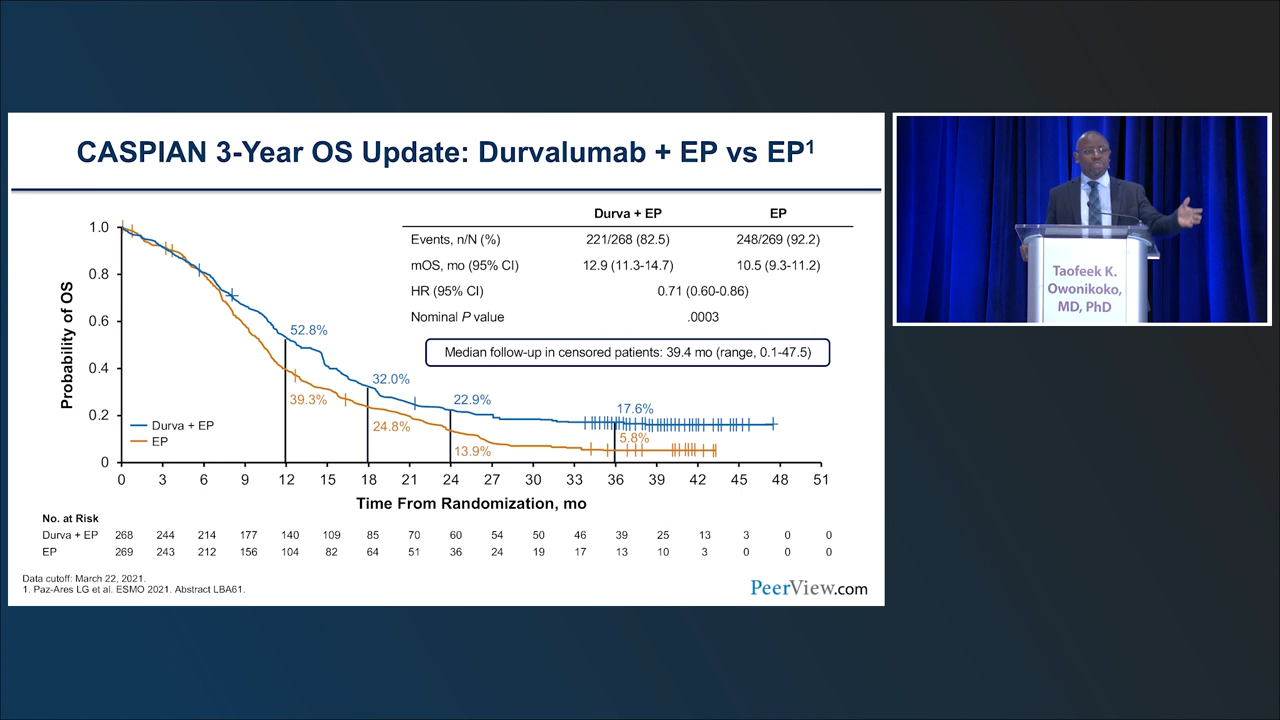 CASPIAN 3-Year OS Update: Durvalumab + EP vs EP1
Durva + EP EP
Events, n/N (%) 221/268 (82.5) 248/269 (92.2)
mOS, mo (95% CI) 12.9 (11.3-14.7) 10.5 (9.3-11.2)
HR (95% CI) 0.71 (0.60-0.86)
Nominal P value .0003
Median follow-up in censored patients: 39.4 mo (range, 0.1-47.5)
Probability of OS
1.0
0.8
0.6
0.4
0.2
0
52.8%
39.3%
32.0%
24.8%
22.9%
13.9%
17.6%
5.8%
Durva + EP
EP
0 3 6 9 12 15 18 21 24 27 30 33 36 39 42 45 48 51
Time From Randomization, mo
No. at Risk
Durva + EP 268 244 214 177 140 109 85 70 60 54 50 46 39 25 13 3 0 0
EP 269 243 212 156 104 82 64 51 36 24 19 17 13 10 3 0 0 0
Data cutoff: March 22, 2021.
1. Paz-Ares LG et al. ESMO 2021. Abstract LBA61.
PeerView.com
Taofeek K.
Owonikoko,
MD, PhD